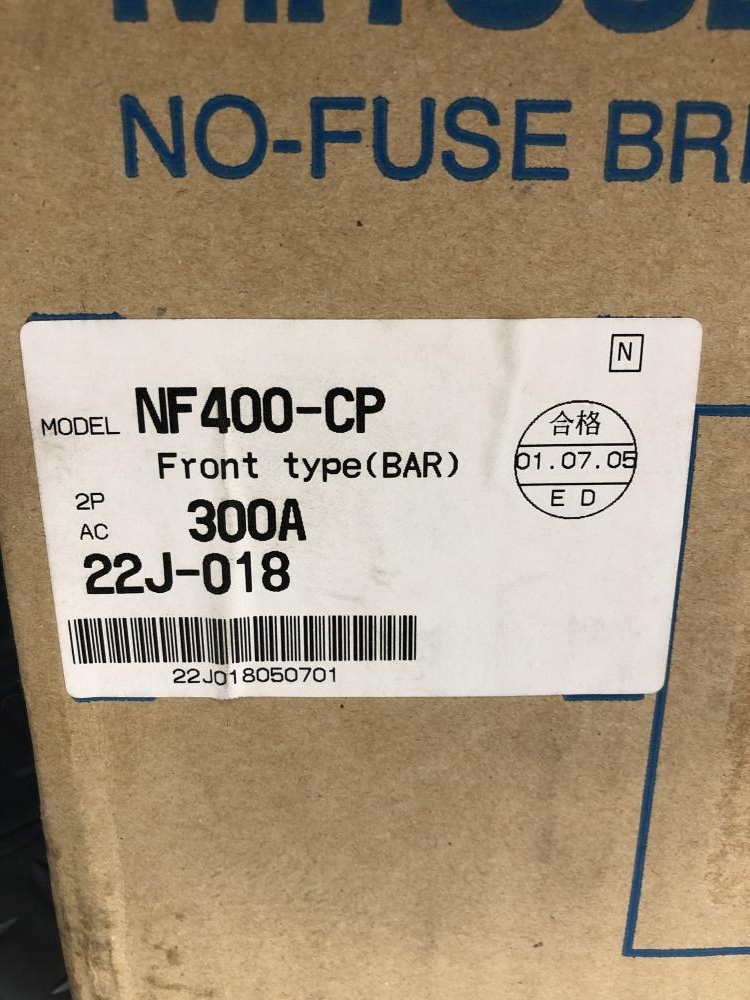 NO-FUSE BR
N
MODEL NF400-CP
Front type(BAR)
合格
01.07.05
E D
2P
AC 300A
22J-018
22J018050701